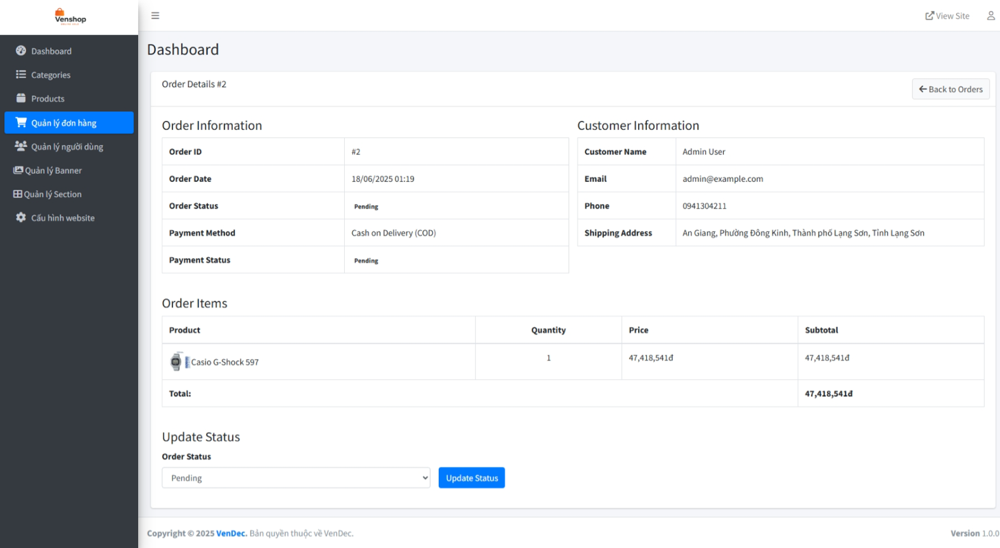 Venshop
View Site
Dashboard
Categories
Products
Quản lý đơn hàng
Quản lý người dùng
Quản lý Banner
Quản lý Section
Cấu hình website
Dashboard
Order Details #2
Back to Orders
Order Information
Order ID #2
Order Date 18/06/2025 01:19
Order Status Pending
Payment Method Cash on Delivery (COD)
Payment Status Pending
Customer Information
Customer Name Admin User
Email admin@example.com
Phone 0941304211
Shipping Address An Giang, Phường Đông Kinh, Thành phố Lạng Sơn, Tỉnh Lạng Sơn
Order Items
Product Quantity Price Subtotal
Casio G-Shock 597 1 47,418,541đ 47,418,541đ
Total: 47,418,541đ
Update Status
Order Status
Pending Update Status
Copyright © 2025 VenDec. Bản quyền thuộc về VenDec.
Version 1.0.0